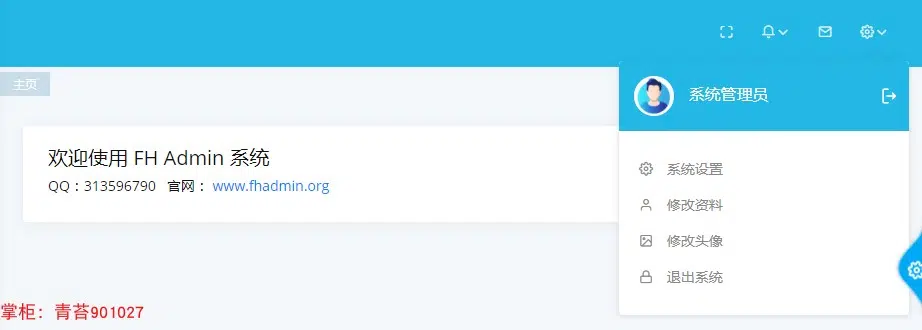 主页
系统管理员
欢迎使用 FH Admin 系统
QQ：313596790 官网： www.fhadmin.org
系统设置
修改资料
修改头像
退出系统
掌柜：青苔901027